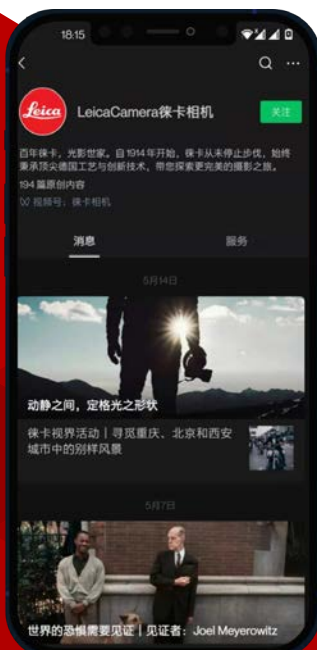 18:15
Leica
LeicaCamera徕卡相机
关注
百年徕卡，光影世家。自1914年开始，徕卡从未停止步伐，始终
秉承顶尖德国工艺与创新技术，带您探索更完美的摄影之旅。
194篇原创内容
视频号：徕卡相机
消息
服务
5月14日
动静之间，定格光之形状
徕卡视界活动丨寻觅重庆、北京和西安
城市中的别样风景
5月7日
世界的恐惧需要见证丨见证者：Joel Meyerowitz